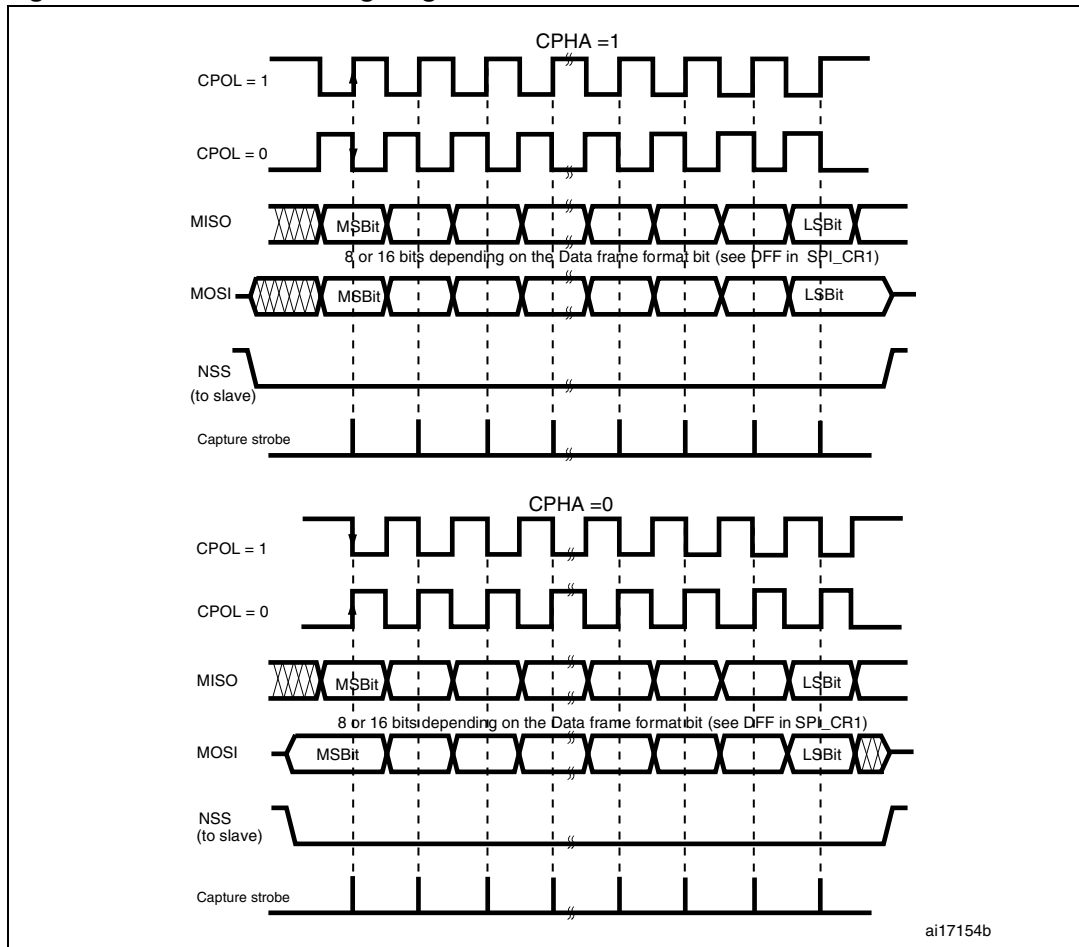 CPHA =1
CPOL = 1
CPOL = 0
MISO
MSBit
LSBit
8 or 16 bits depending on the Data frame format bit (see DFF in SPI_CR1)
MOSI
MSBit
LSBit
NSS
(to slave)
Capture strobe
CPHA =0
CPOL = 1
CPOL = 0
MISO
MSBit
LSBit
8 or 16 bits depending on the Data frame format bit (see DFF in SPI_CR1)
MOSI
MSBit
LSBit
NSS
(to slave)
Capture strobe
ai17154b